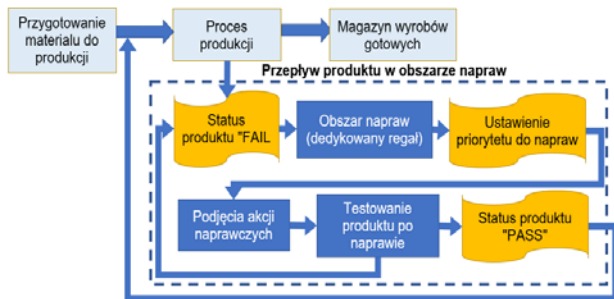 Przygotowanie
materialu do
produkcji
Proces
produkcji
Magazyn wyrobów
gotowych
Przepływ produktu w obszarze napraw
Status
produktu "FAIL
Obszar napraw
(dedykowany regał)
Ustawienie
priorytetu do napraw
Podjęcia akcji
naprawczych
Testowanie
produktu po
naprawie
Status produktu
"PASS"